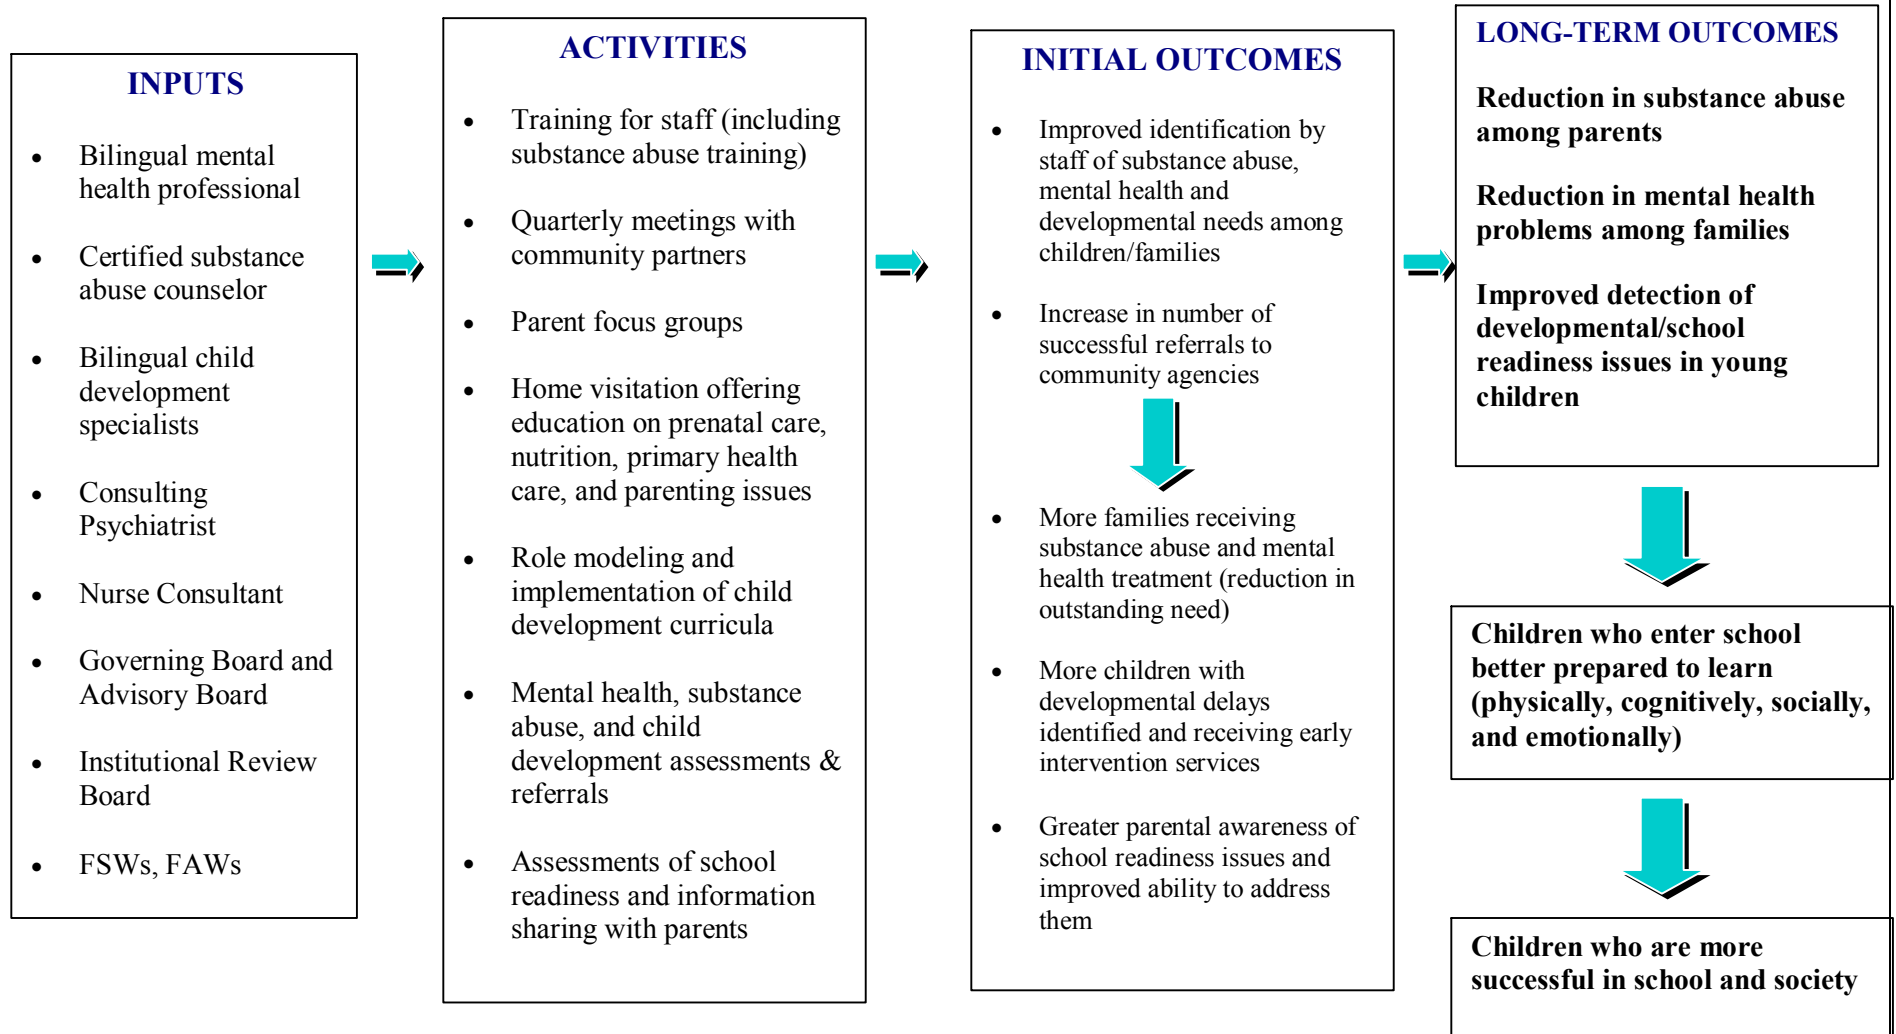 INPUTS
• Bilingual mental
health professional
• Certified substance
abuse counselor
• Bilingual child
development
specialists
• Consulting
Psychiatrist
• Nurse Consultant
• Governing Board and
Advisory Board
• Institutional Review
Board
• FSWs, FAWs
ACTIVITIES
• Training for staff (including
substance abuse training)
• Quarterly meetings with
community partners
• Parent focus groups
• Home visitation offering
education on prenatal care,
nutrition, primary health
care, and parenting issues
• Role modeling and
implementation of child
development curricula
• Mental health, substance
abuse, and child
development assessments &
referrals
• Assessments of school
readiness and information
sharing with parents
INITIAL OUTCOMES
• Improved identification by
staff of substance abuse,
mental health and
developmental needs among
children/families
• Increase in number of
successful referrals to
community agencies
• More families receiving
substance abuse and mental
health treatment (reduction in
outstanding need)
• More children with
developmental delays
identified and receiving early
intervention services
• Greater parental awareness of
school readiness issues and
improved ability to address
them
LONG-TERM OUTCOMES
Reduction in substance abuse
among parents
Reduction in mental health
problems among families
Improved detection of
developmental/school
readiness issues in young
children
Children who enter school
better prepared to learn
(physically, cognitively, socially,
and emotionally)
Children who are more
successful in school and society